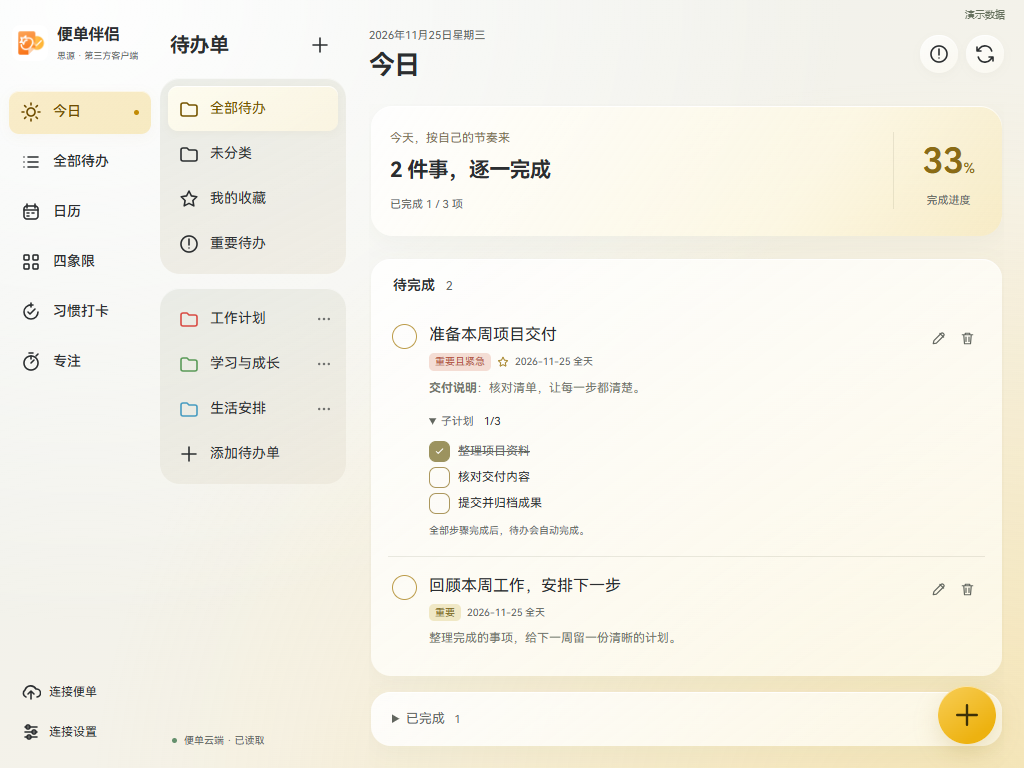 演示数据
便单伴侣
思源 · 第三方客户端
今日
全部待办
日历
四象限
习惯打卡
专注
连接便单
连接设置
待办单
全部待办
未分类
我的收藏
重要待办
工作计划
学习与成长
生活安排
添加待办单
便单云端 · 已读取
2026年11月25日星期三
今日
今天，按自己的节奏来
2 件事，逐一完成
已完成 1 / 3 项
33%
完成进度
待完成 2
准备本周项目交付
重要且紧急 2026-11-25 全天
交付说明：核对清单，让每一步都清楚。
子计划 1/3
整理项目资料
核对交付内容
提交并归档成果
全部步骤完成后，待办会自动完成。
回顾本周工作，安排下一步
重要 2026-11-25 全天
整理完成的事项，给下一周留一份清晰的计划。
已完成 1